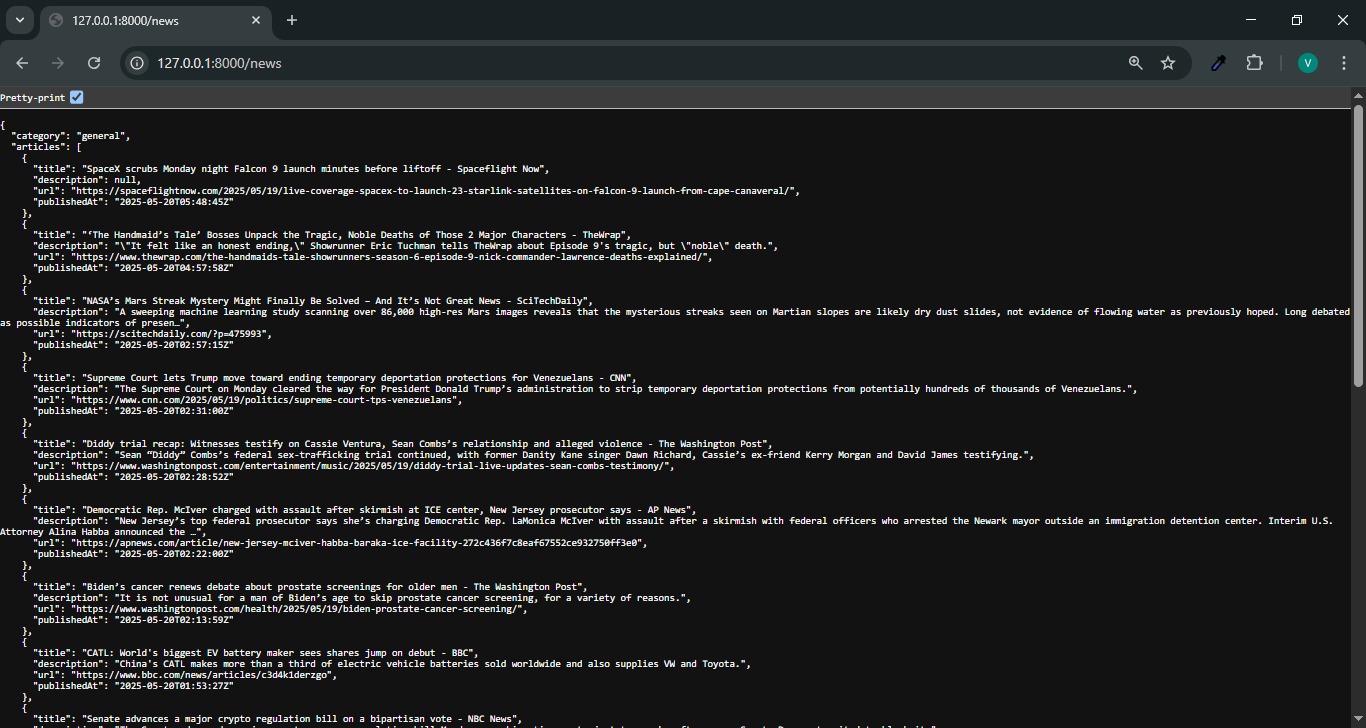 127.0.0.1:8000/news
127.0.0.1:8000/news
V
Pretty-print
{
"category": "general",
"articles": [
{
"title": "SpaceX scrubs Monday night Falcon 9 launch minutes before liftoff - Spaceflight Now",
"description": null,
"url": "https://spaceflightnow.com/2025/05/19/live-coverage-spacex-to-launch-23-starlink-satellites-on-falcon-9-launch-from-cape-canaveral/",
"publishedAt": "2025-05-20T05:48:45Z"
},
{
"title": "‘The Handmaid’s Tale’ Bosses Unpack the Tragic, Noble Deaths of Those 2 Major Characters - TheWrap",
"description": "\"It felt like an honest ending,\" Showrunner Eric Tuchman tells TheWrap about Episode 9's tragic, but \"noble\" death.",
"url": "https://www.thewrap.com/the-handmaids-tale-showrunners-season-6-episode-9-nick-commander-lawrence-deaths-explained/",
"publishedAt": "2025-05-20T04:57:58Z"
},
{
"title": "NASA’s Mars Streak Mystery Might Finally Be Solved – And It’s Not Great News - SciTechDaily",
"description": "A sweeping machine learning study scanning over 86,000 high-res Mars images reveals that the mysterious streaks seen on Martian slopes are likely dry dust slides, not evidence of flowing water as previously hoped. Long debated
as possible indicators of presen…",
"url": "https://scitechdaily.com/?p=475993",
"publishedAt": "2025-05-20T02:57:15Z"
},
{
"title": "Supreme Court lets Trump move toward ending temporary deportation protections for Venezuelans - CNN",
"description": "The Supreme Court on Monday cleared the way for President Donald Trump’s administration to strip temporary deportation protections from potentially hundreds of thousands of Venezuelans.",
"url": "https://www.cnn.com/2025/05/19/politics/supreme-court-tps-venezuelans",
"publishedAt": "2025-05-20T02:31:00Z"
},
{
"title": "Diddy trial recap: Witnesses testify on Cassie Ventura, Sean Combs’s relationship and alleged violence - The Washington Post",
"description": "Sean “Diddy” Combs’s federal sex-trafficking trial continued, with former Danity Kane singer Dawn Richard, Cassie’s ex-friend Kerry Morgan and David James testifying.",
"url": "https://www.washingtonpost.com/entertainment/music/2025/05/19/diddy-trial-live-updates-sean-combs-testimony/",
"publishedAt": "2025-05-20T02:28:52Z"
},
{
"title": "Democratic Rep. McIver charged with assault after skirmish at ICE center, New Jersey prosecutor says - AP News",
"description": "New Jersey’s top federal prosecutor says she’s charging Democratic Rep. LaMonica McIver with assault after a skirmish with federal officers who arrested the Newark mayor outside an immigration detention center. Interim U.S.
Attorney Alina Habba announced the …",
"url": "https://apnews.com/article/new-jersey-mciver-habba-baraka-ice-facility-272c436f7c8eaf67552ce932750ff3e0",
"publishedAt": "2025-05-20T02:22:00Z"
},
{
"title": "Biden’s cancer renews debate about prostate screenings for older men - The Washington Post",
"description": "It is not unusual for a man of Biden’s age to skip prostate cancer screening, for a variety of reasons.",
"url": "https://www.washingtonpost.com/health/2025/05/19/biden-prostate-cancer-screening/",
"publishedAt": "2025-05-20T02:13:59Z"
},
{
"title": "CATL: World's biggest EV battery maker sees shares jump on debut - BBC",
"description": "China's CATL makes more than a third of electric vehicle batteries sold worldwide and also supplies VW and Toyota.",
"url": "https://www.bbc.com/news/articles/c3d4k1derzgo",
"publishedAt": "2025-05-20T01:53:27Z"
},
{
"title": "Senate advances a major crypto regulation bill on a bipartisan vote - NBC News",